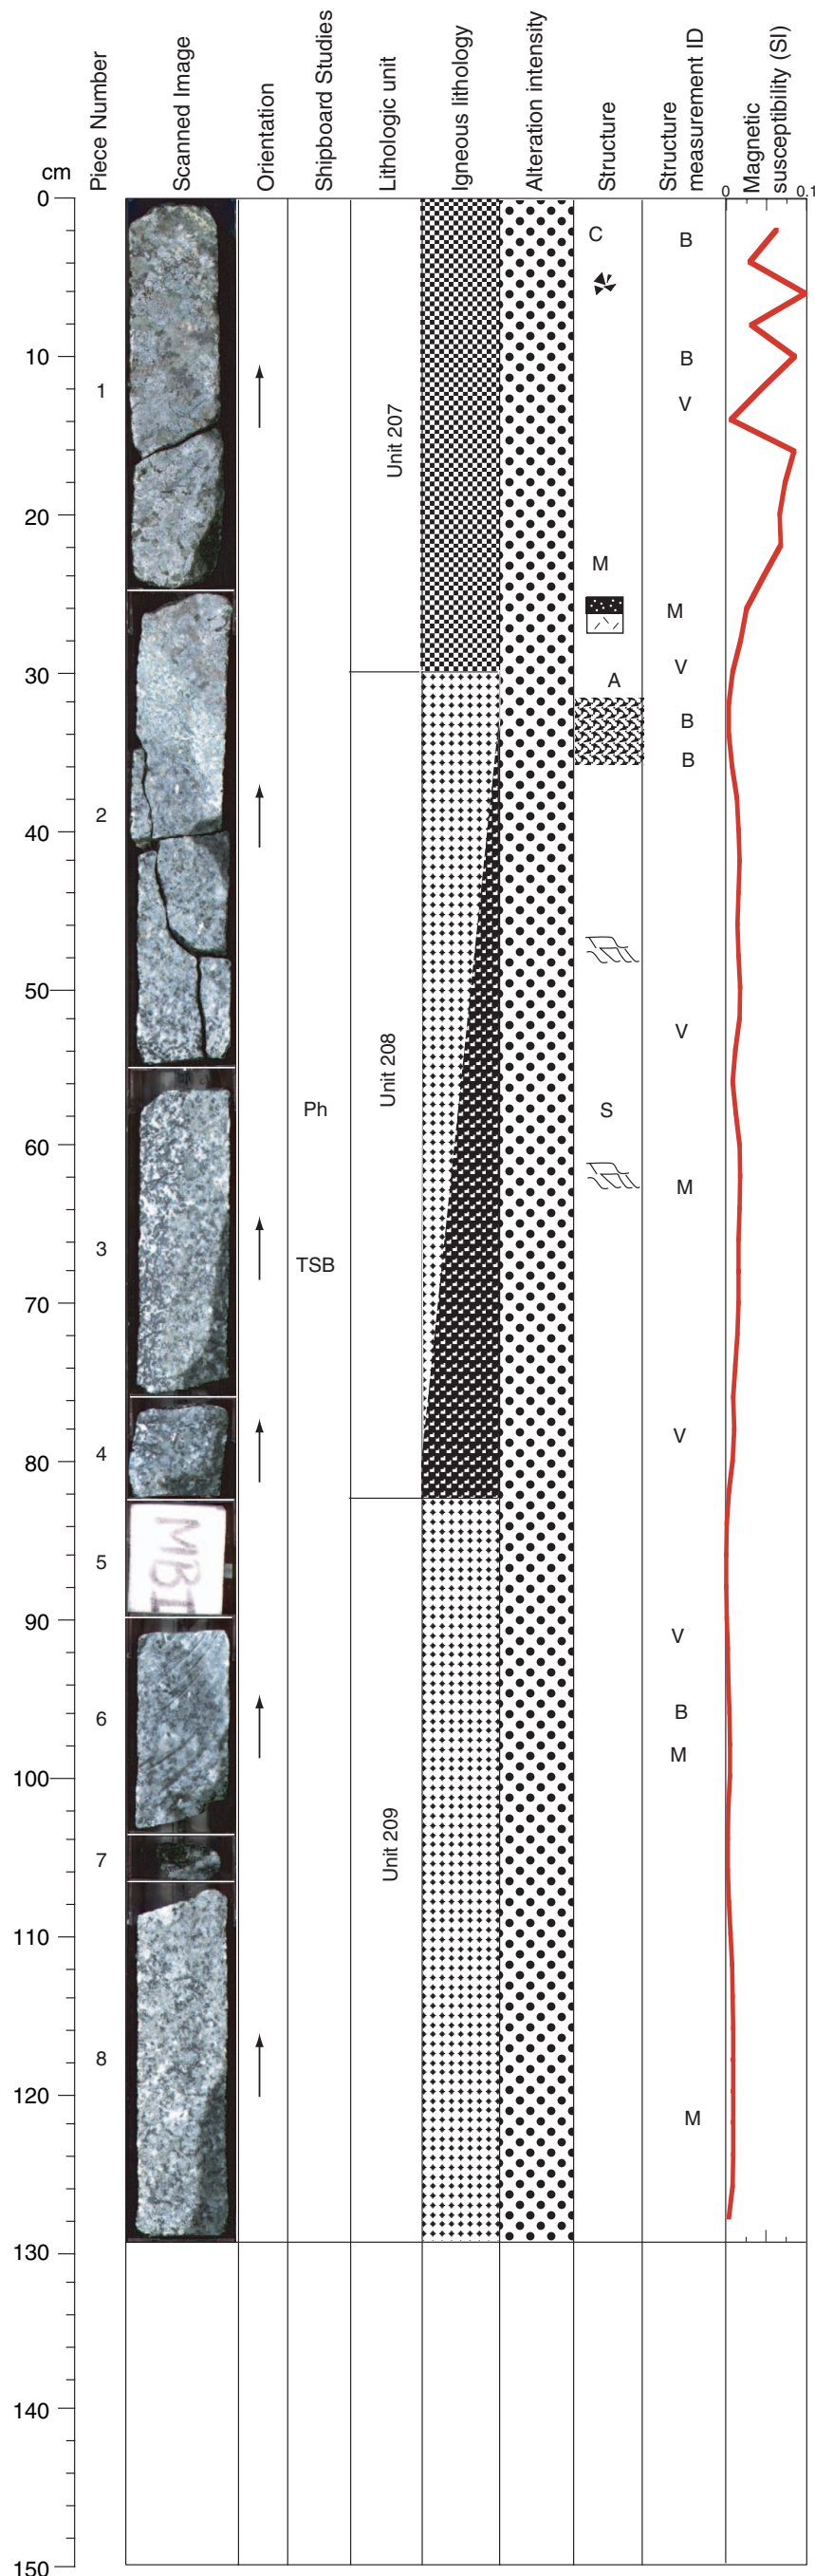 cm
Piece Number
Scanned Image
Orientation
Shipboard Studies
Lithologic unit
Igneous lithology
Alteration intensity
Structure
Structure
measurement ID
Magnetic
susceptibility (SI)
0 0.1
0
C B
10 B
1 V
Unit 207
20
M
M
30 V
A
B
B
2
40
50
V
Unit 208
Ph S
60
M
3
TSB
70
V
4
80
5 MBI
90 V
B
6
M
100
7
Unit 209
110
8
120
M
130
140
150